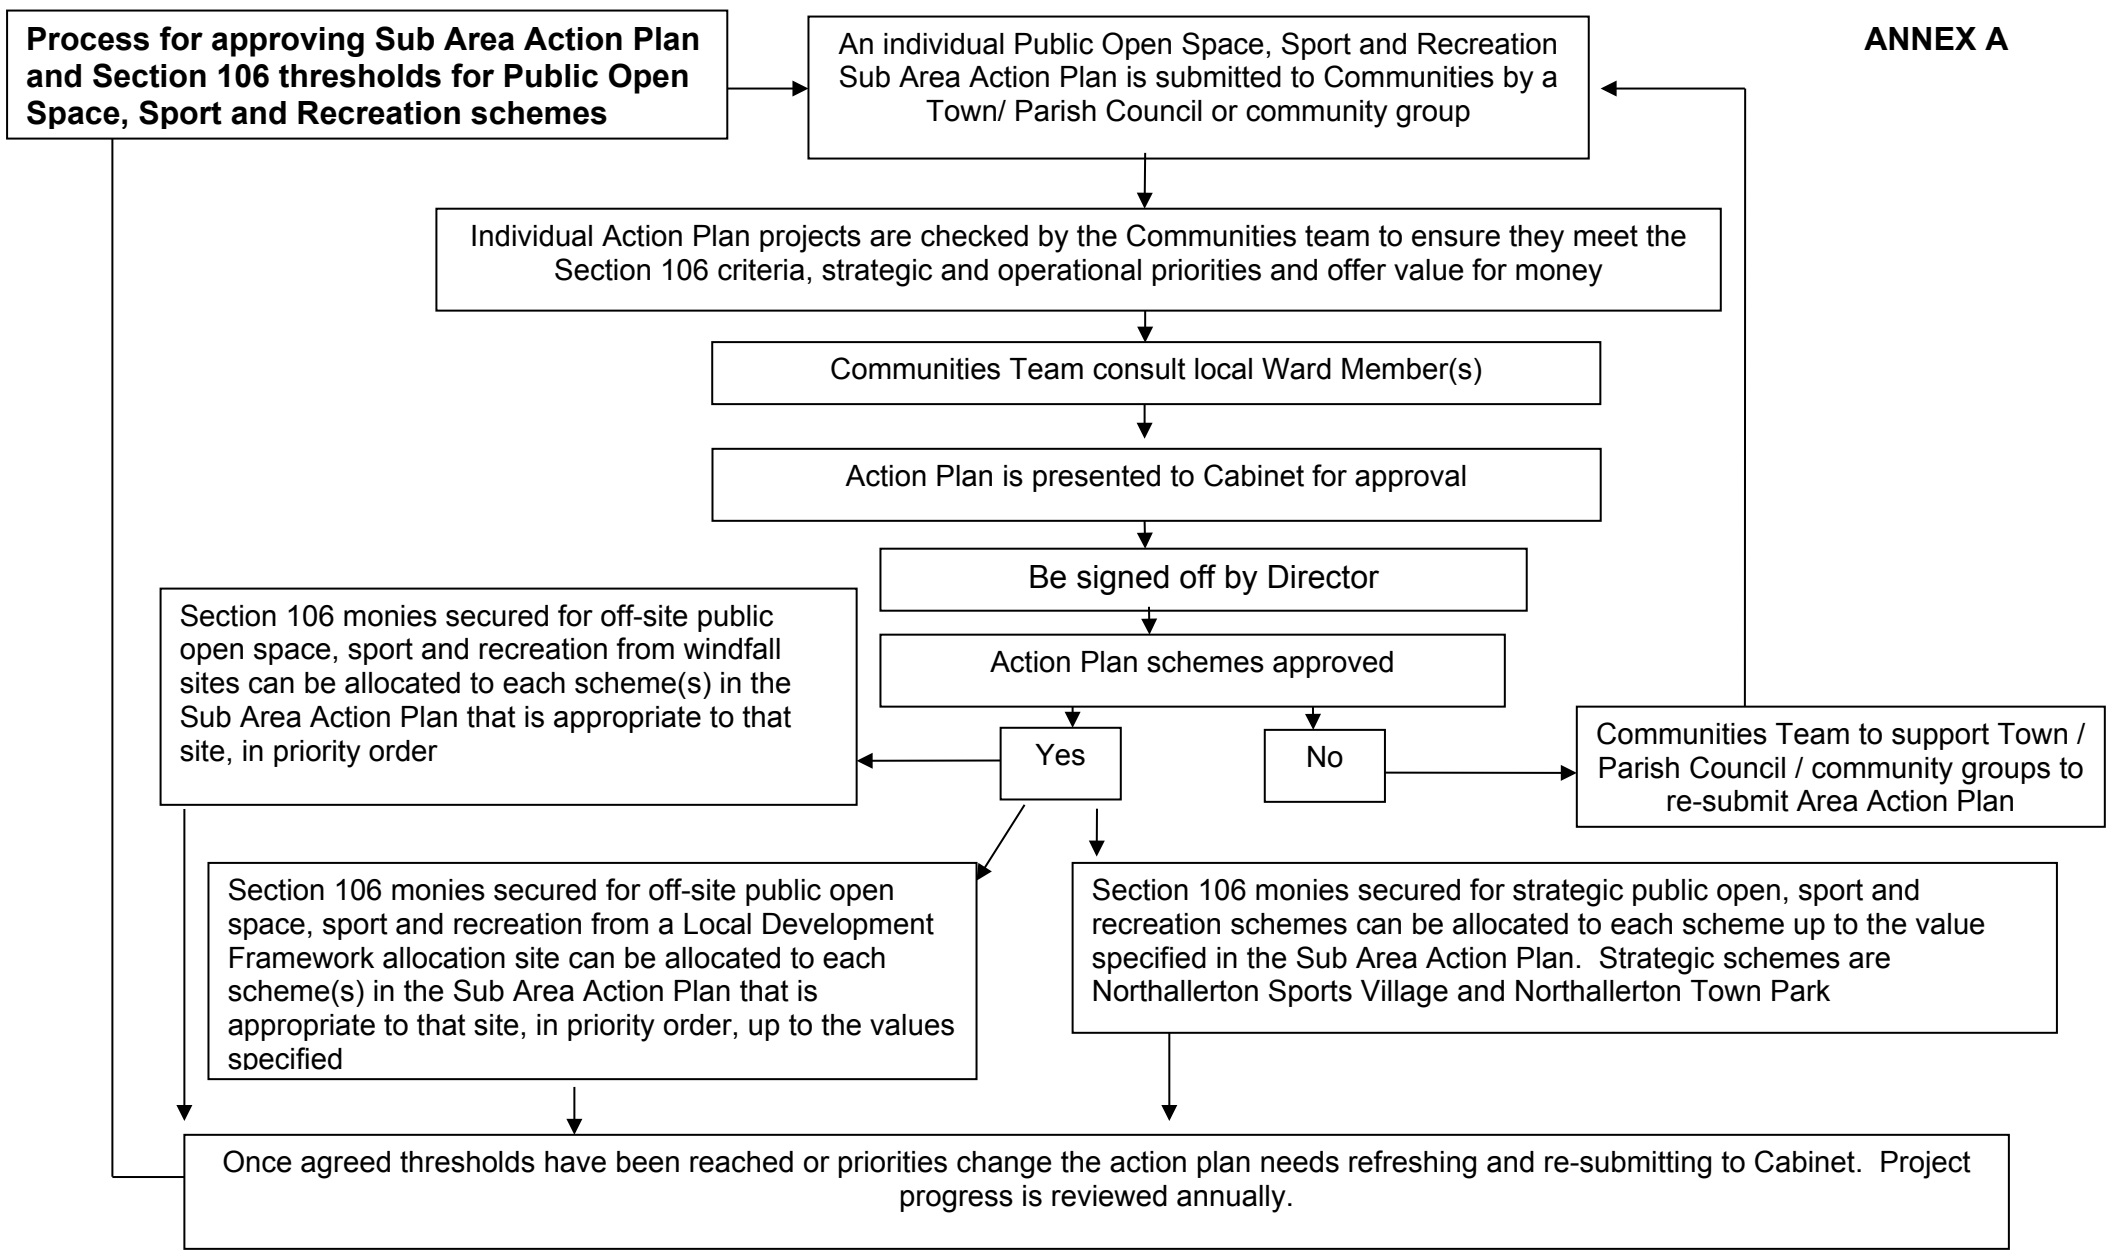 Process for approving Sub Area Action Plan
and Section 106 thresholds for Public Open
Space, Sport and Recreation schemes
An individual Public Open Space, Sport and Recreation
Sub Area Action Plan is submitted to Communities by a
Town/ Parish Council or community group
ANNEX A
Individual Action Plan projects are checked by the Communities team to ensure they meet the
Section 106 criteria, strategic and operational priorities and offer value for money
Communities Team consult local Ward Member(s)
Action Plan is presented to Cabinet for approval
Be signed off by Director
Action Plan schemes approved
Yes
No
Section 106 monies secured for off-site public
open space, sport and recreation from windfall
sites can be allocated to each scheme(s) in the
Sub Area Action Plan that is appropriate to that
site, in priority order
Communities Team to support Town /
Parish Council / community groups to
re-submit Area Action Plan
Section 106 monies secured for off-site public open
space, sport and recreation from a Local Development
Framework allocation site can be allocated to each
scheme(s) in the Sub Area Action Plan that is
appropriate to that site, in priority order, up to the values
specified
Section 106 monies secured for strategic public open, sport and
recreation schemes can be allocated to each scheme up to the value
specified in the Sub Area Action Plan.  Strategic schemes are
Northallerton Sports Village and Northallerton Town Park
Once agreed thresholds have been reached or priorities change the action plan needs refreshing and re-submitting to Cabinet.  Project
progress is reviewed annually.